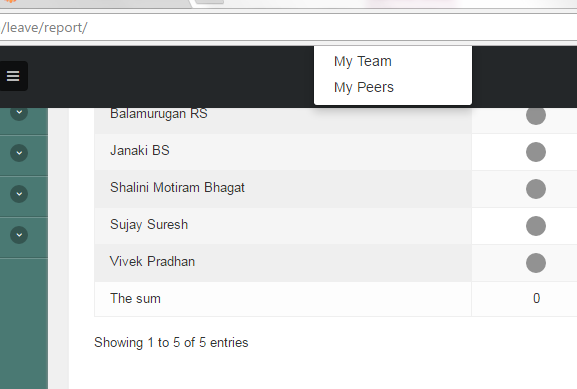 /leave/report/
My Team
My Peers
Balamurugan RS
Janaki BS
Shalini Motiram Bhagat
Sujay Suresh
Vivek Pradhan
The sum 0
Showing 1 to 5 of 5 entries